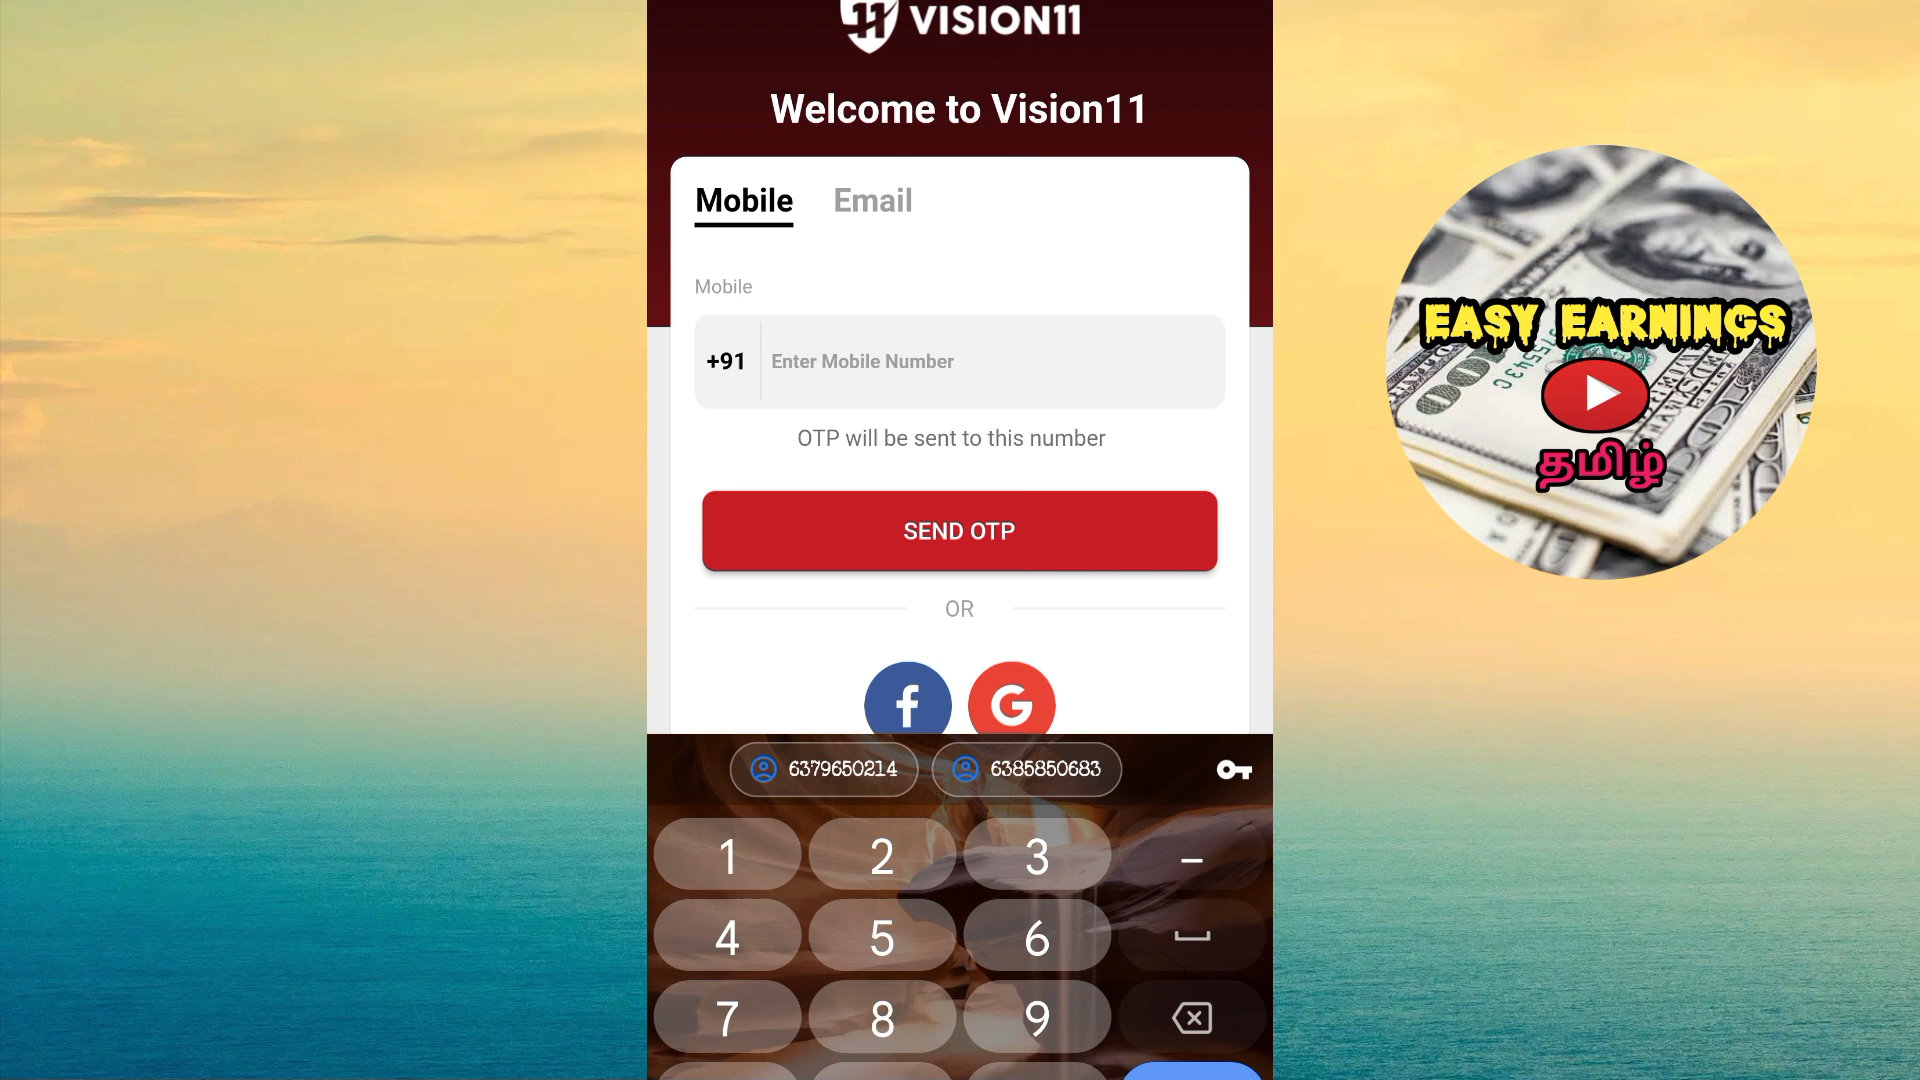 VISION11
Welcome to Vision11
Mobile Email
Mobile
+91 Enter Mobile Number
OTP will be sent to this number
SEND OTP
OR
6379650214 6385850683
1 2 3 -
4 5 6
7 8 9
EASY EARNINGS
தமிழ்